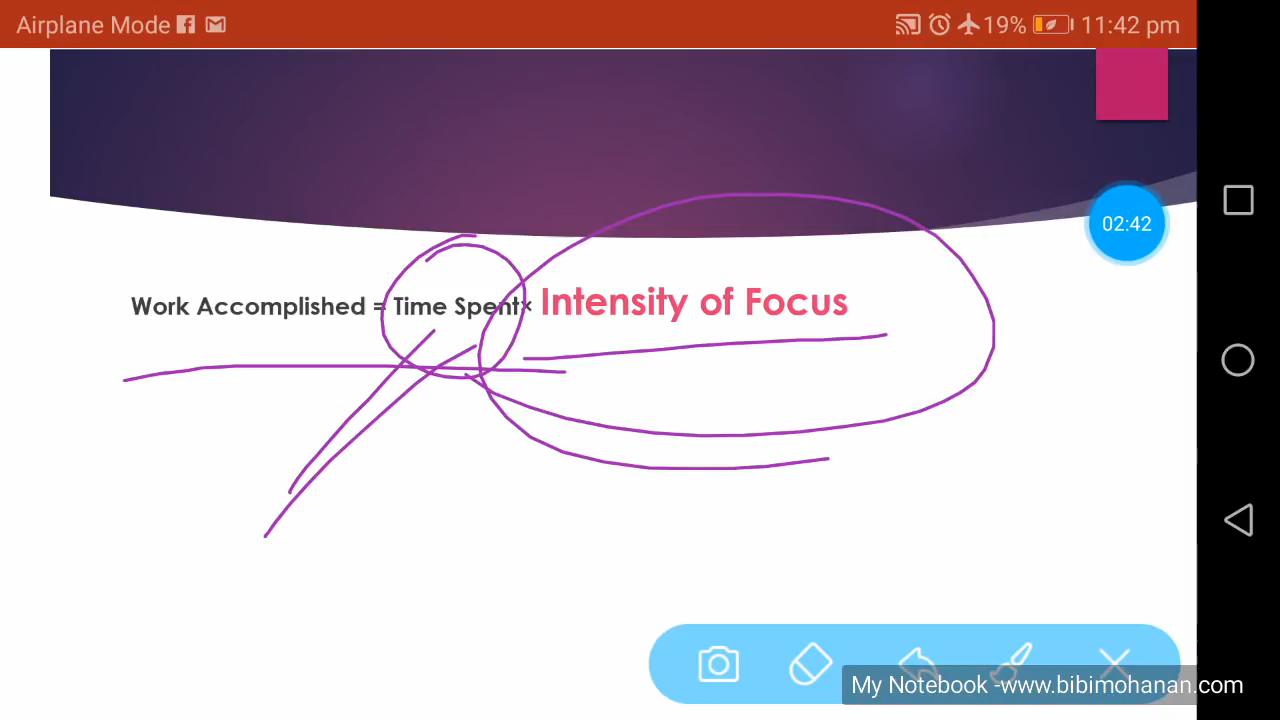 Airplane Mode 19% 11:42 pm
02:42
Work Accomplished = Time Spent× Intensity of Focus
My Notebook -www.bibimohanan.com